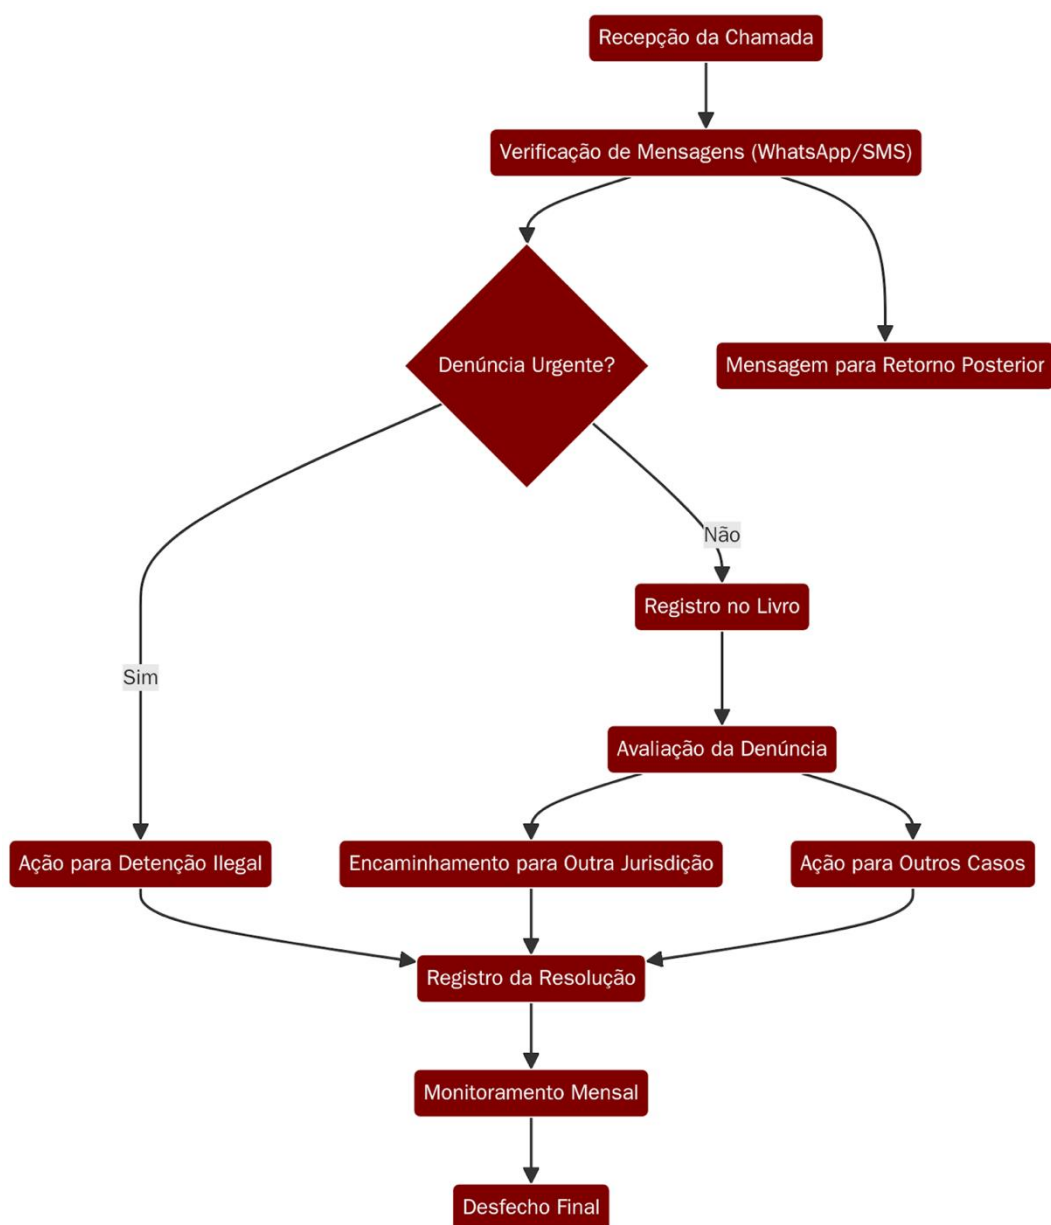 Recepção da Chamada
Verificação de Mensagens (WhatsApp/SMS)
Denúncia Urgente?
Mensagem para Retorno Posterior
Não
Registro no Livro
Sim
Avaliação da Denúncia
Ação para Detenção Ilegal
Encaminhamento para Outra Jurisdição
Ação para Outros Casos
Registro da Resolução
Monitoramento Mensal
Desfecho Final